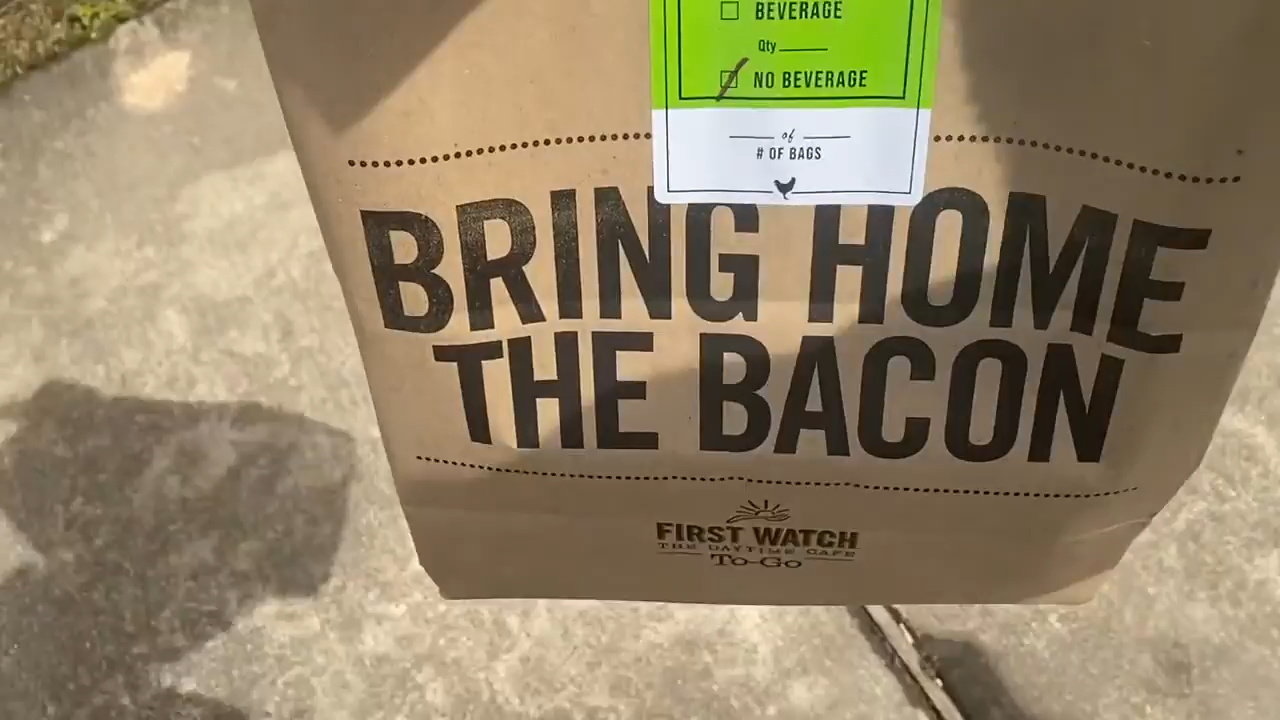 BEVERAGE
Qty
NO BEVERAGE
of
# OF BAGS
BRING HOME
THE BACON
FIRST WATCH
THE DAYTIME CAFE
To-Go